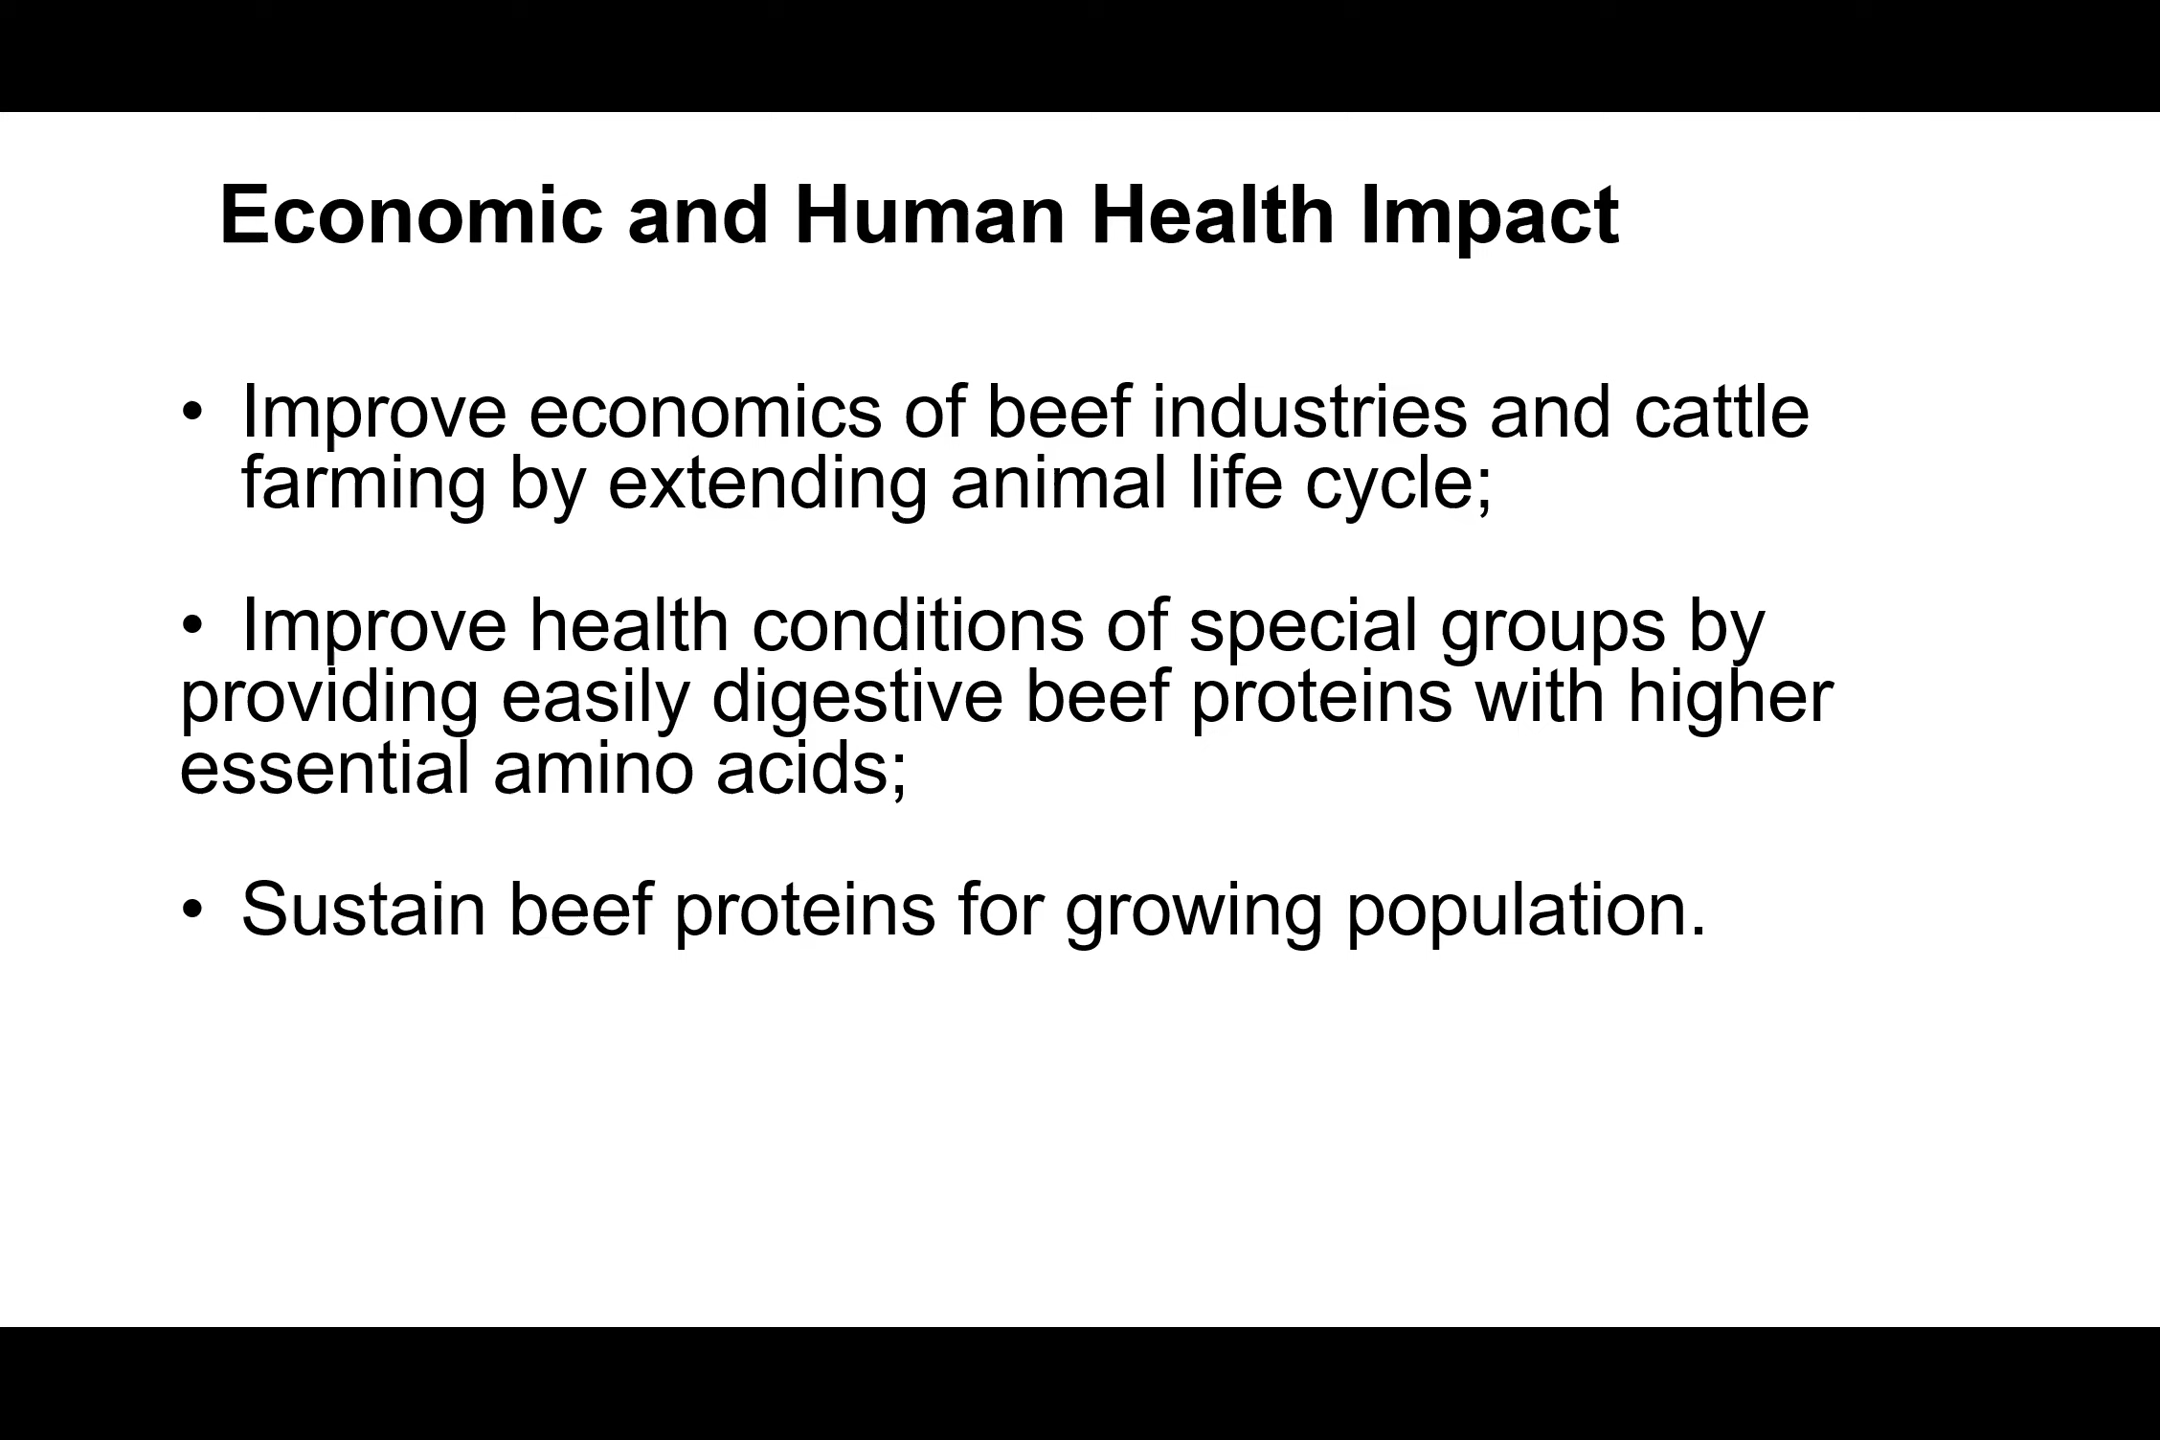 Economic and Human Health Impact
• Improve economics of beef industries and cattle
farming by extending animal life cycle;
• Improve health conditions of special groups by
providing easily digestive beef proteins with higher
essential amino acids;
• Sustain beef proteins for growing population.